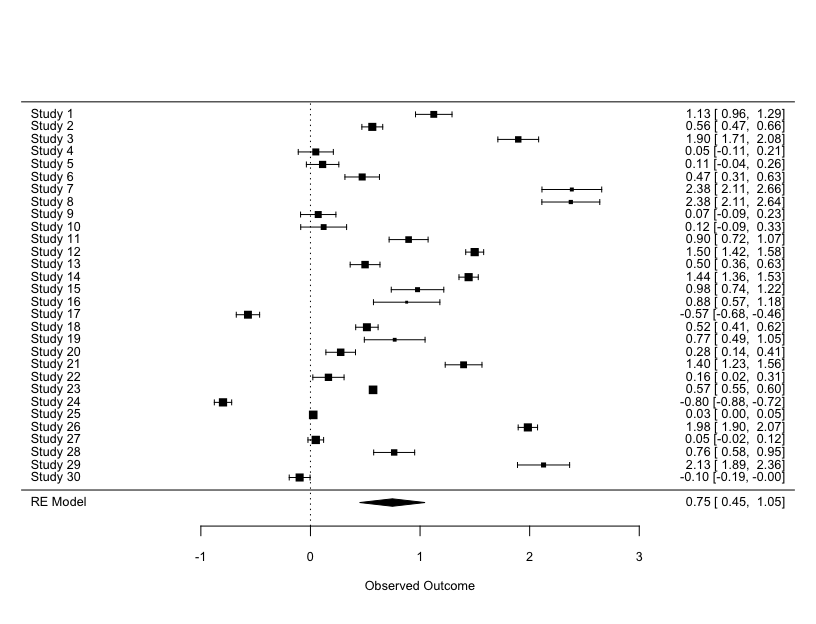 Study 1 1.13 [ 0.96, 1.29]
Study 2 0.56 [ 0.47, 0.66]
Study 3 1.90 [ 1.71, 2.08]
Study 4 0.05 [-0.11, 0.21]
Study 5 0.11 [-0.04, 0.26]
Study 6 0.47 [ 0.31, 0.63]
Study 7 2.38 [ 2.11, 2.66]
Study 8 2.38 [ 2.11, 2.64]
Study 9 0.07 [-0.09, 0.23]
Study 10 0.12 [-0.09, 0.33]
Study 11 0.90 [ 0.72, 1.07]
Study 12 1.50 [ 1.42, 1.58]
Study 13 0.50 [ 0.36, 0.63]
Study 14 1.44 [ 1.36, 1.53]
Study 15 0.98 [ 0.74, 1.22]
Study 16 0.88 [ 0.57, 1.18]
Study 17 -0.57 [-0.68, -0.46]
Study 18 0.52 [ 0.41, 0.62]
Study 19 0.77 [ 0.49, 1.05]
Study 20 0.28 [ 0.14, 0.41]
Study 21 1.40 [ 1.23, 1.56]
Study 22 0.16 [ 0.02, 0.31]
Study 23 0.57 [ 0.55, 0.60]
Study 24 -0.80 [-0.88, -0.72]
Study 25 0.03 [ 0.00, 0.05]
Study 26 1.98 [ 1.90, 2.07]
Study 27 0.05 [-0.02, 0.12]
Study 28 0.76 [ 0.58, 0.95]
Study 29 2.13 [ 1.89, 2.36]
Study 30 -0.10 [-0.19, -0.00]
RE Model 0.75 [ 0.45, 1.05]
-1 0 1 2 3
Observed Outcome